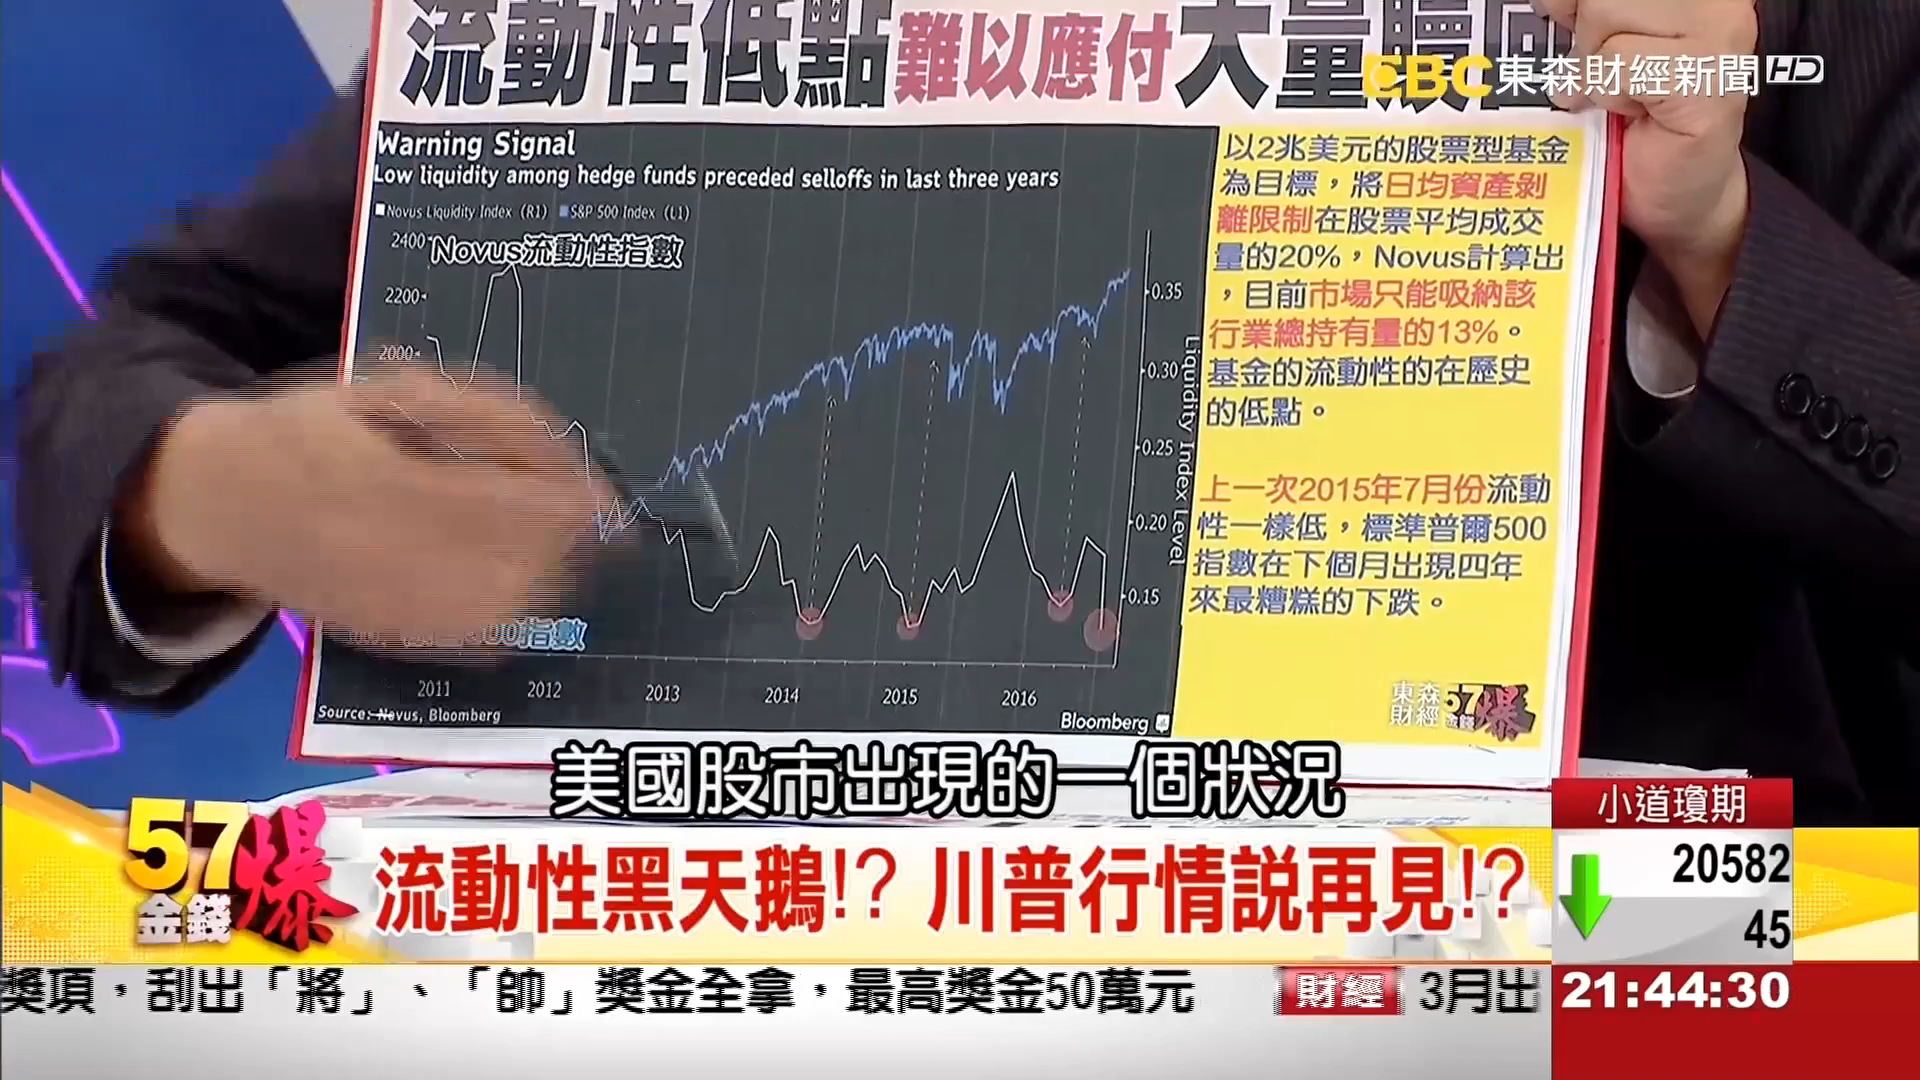 流動性低點難以應付大量贖回
EBC東森財經新聞HD
Warning Signal
Low liquidity among hedge funds preceded selloffs in last three years
Novus Liquidity Index (R1) S&P 500 Index (L1)
Novus流動性指數
2400
2200
2000
0.35
0.30
0.25
0.20
0.15
Liquidity Index Level
500指數
2011 2012 2013 2014 2015 2016
Source: Novus, Bloomberg
Bloomberg
以2兆美元的股票型基金
為目標，將日均資產剝
離限制在股票平均成交
量的20%，Novus計算出
，目前市場只能吸納該
行業總持有量的13%。
基金的流動性的在歷史
的低點。
上一次2015年7月份流動
性一樣低，標準普爾500
指數在下個月出現四年
來最糟糕的下跌。
東森
財經
57
金錢
爆
美國股市出現的一個狀況
57
金錢
爆
流動性黑天鵝!? 川普行情説再見!?
小道瓊期
20582
45
獎項，刮出「將」、「帥」獎金全拿，最高獎金50萬元
財經
3月出
21:44:30